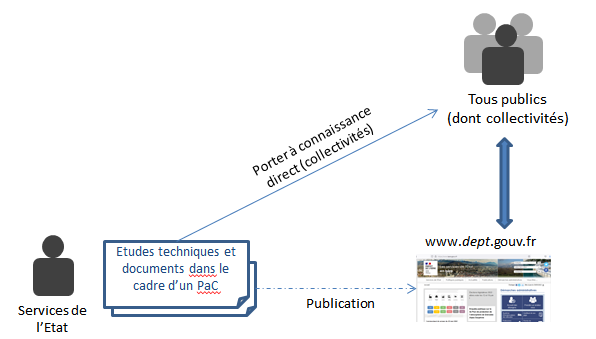 Tous publics
(dont collectivités)
Porter à connaissance
direct (collectivités)
www.dept.gouv.fr
Etudes techniques et
documents dans le
cadre d'un PaC
Services de
l'Etat
Publication